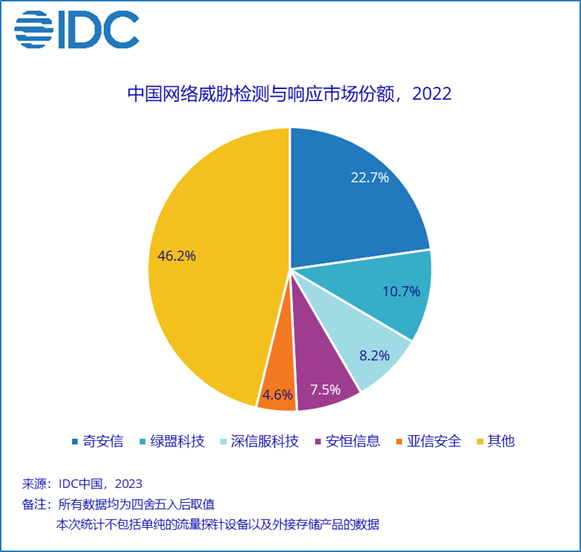 IDC
中国网络威胁检测与响应市场份额，2022
22.7%
46.2%
10.7%
8.2%
7.5%
4.6%
奇安信 绿盟科技 深信服科技 安恒信息 亚信安全 其他
来源：IDC中国，2023
备注：所有数据均为四舍五入后取值
本次统计不包括单纯的流量探针设备以及外接存储产品的数据